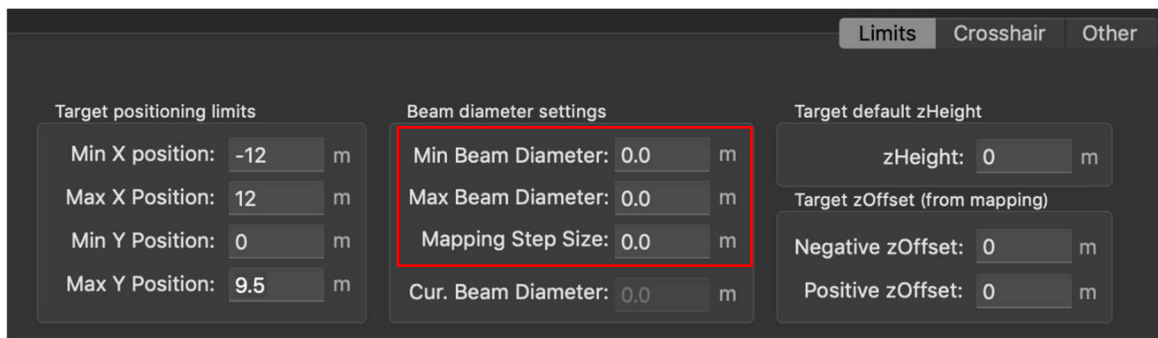 Limits Crosshair Other
Target positioning limits
Min X position: -12 m
Max X Position: 12 m
Min Y Position: 0 m
Max Y Position: 9.5 m
Beam diameter settings
Min Beam Diameter: 0.0 m
Max Beam Diameter: 0.0 m
Mapping Step Size: 0.0 m
Cur. Beam Diameter: 0.0 m
Target default zHeight
zHeight: 0 m
Target zOffset (from mapping)
Negative zOffset: 0 m
Positive zOffset: 0 m